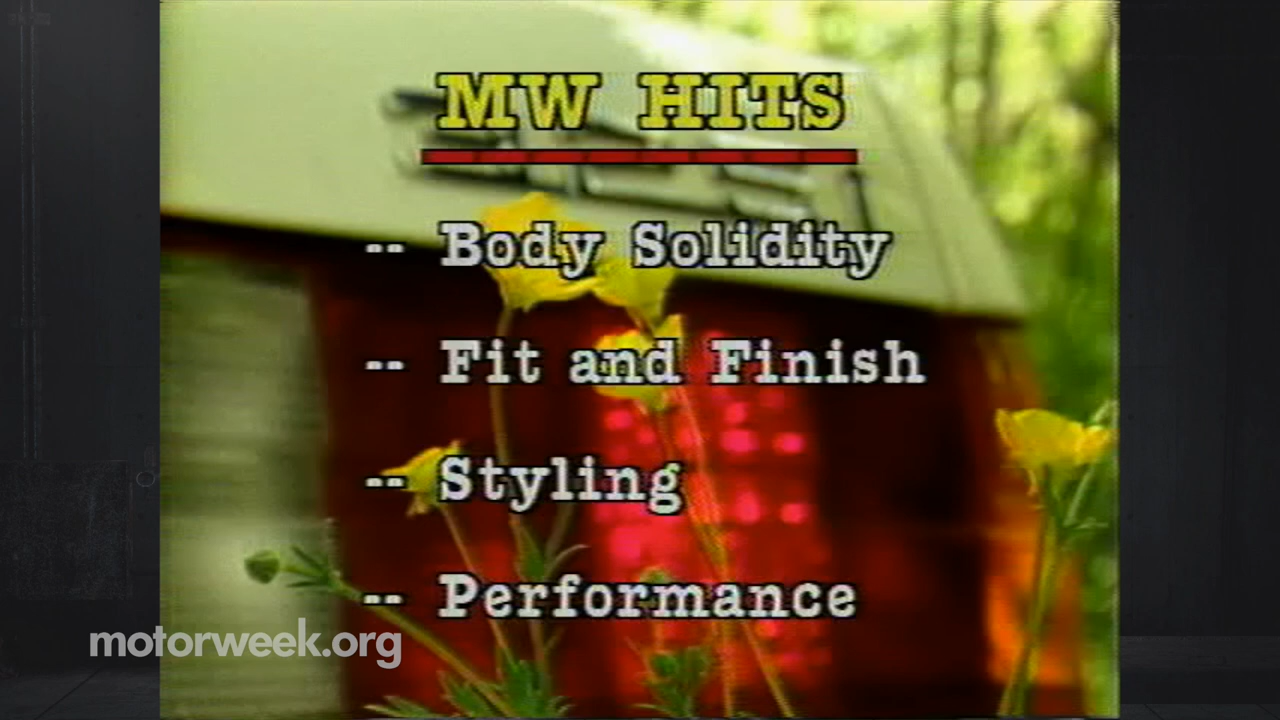 MW HITS
-- Body Solidity
-- Fit and Finish
-- Styling
-- Performance
motorweek.org